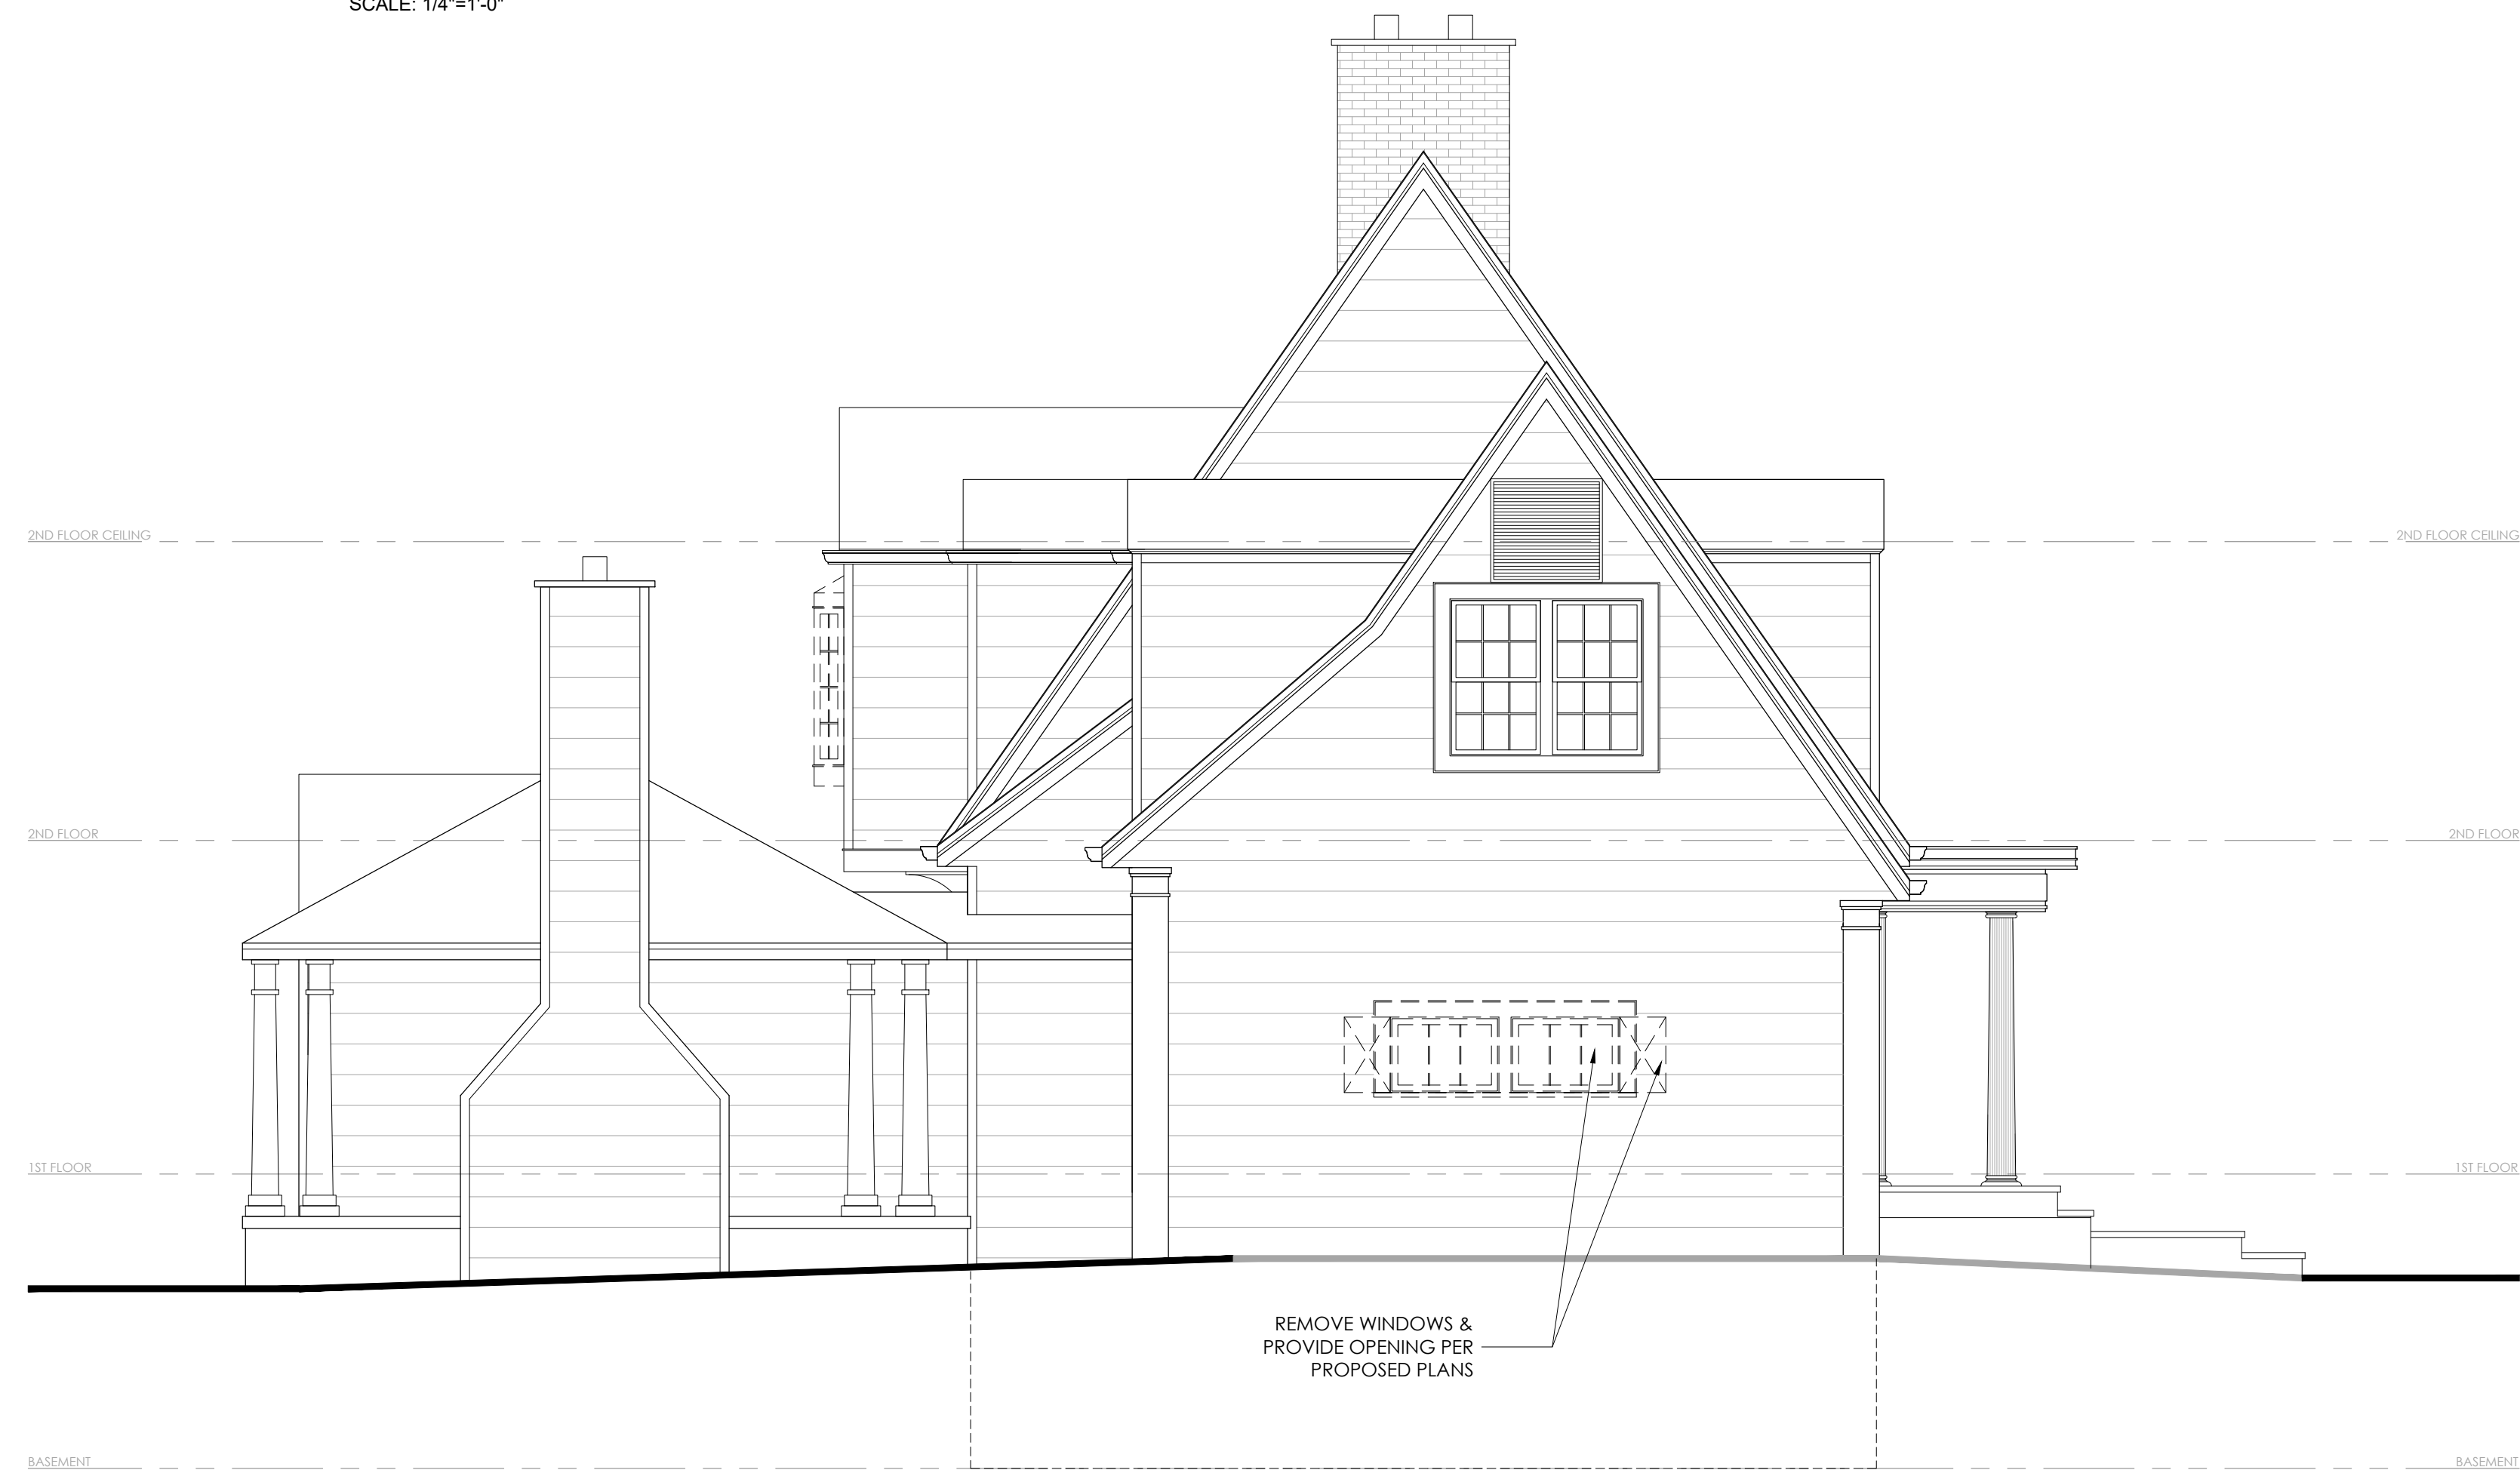 SCALE: 1/4"=1'-0"
2ND FLOOR CEILING
2ND FLOOR CEILING
2ND FLOOR
2ND FLOOR
1ST FLOOR
1ST FLOOR
REMOVE WINDOWS &
PROVIDE OPENING PER
PROPOSED PLANS
BASEMENT
BASEMENT